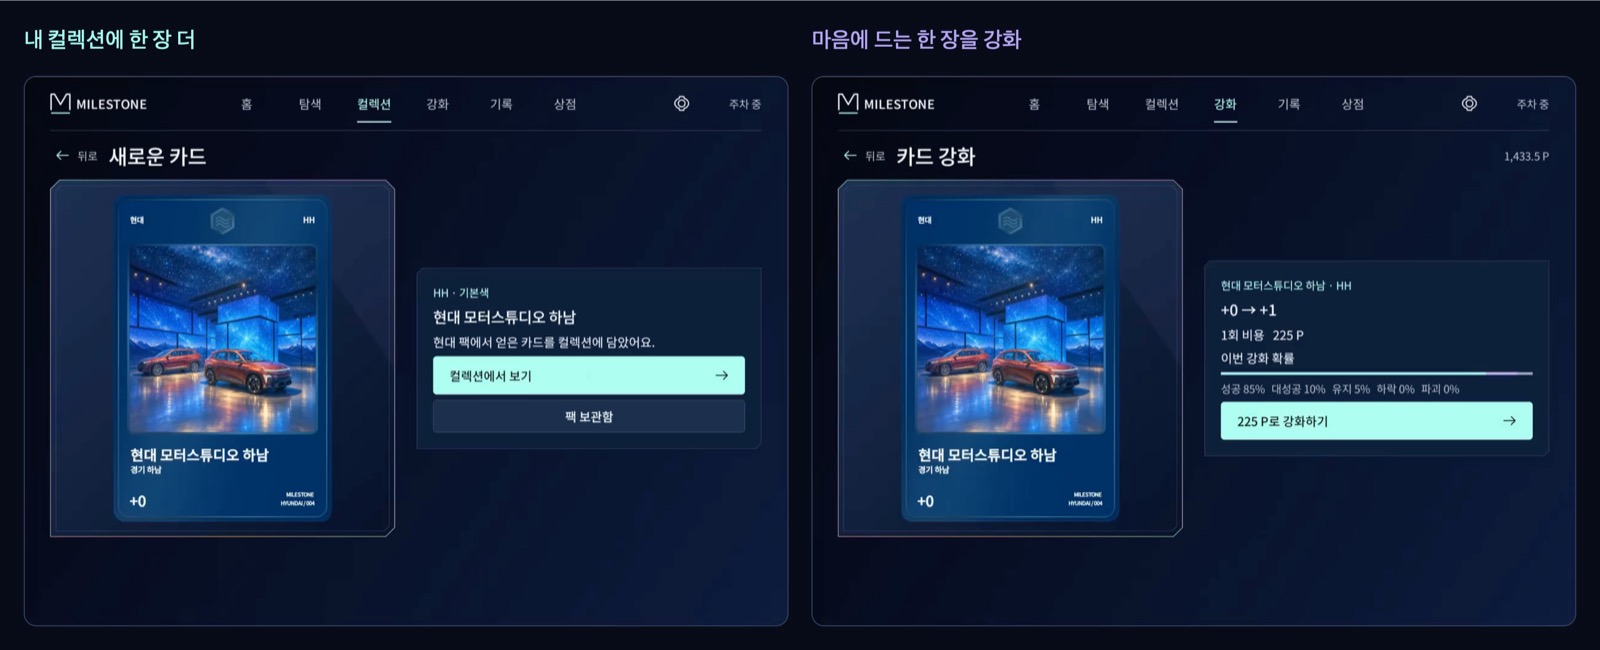 내 컬렉션에 한 장 더
MILESTONE 홈 탐색 컬렉션 강화 기록 상점 주차 중
← 뒤로 새로운 카드
현대 HH
현대 모터스튜디오 하남
경기 하남
+0
MILESTONE
HYUNDAI / 004
HH · 기본색
현대 모터스튜디오 하남
현대 팩에서 얻은 카드를 컬렉션에 담았어요.
컬렉션에서 보기 →
팩 보관함
마음에 드는 한 장을 강화
MILESTONE 홈 탐색 컬렉션 강화 기록 상점 주차 중
← 뒤로 카드 강화 1,433.5 P
현대 HH
현대 모터스튜디오 하남
경기 하남
+0
MILESTONE
HYUNDAI / 004
현대 모터스튜디오 하남 · HH
+0 → +1
1회 비용 225 P
이번 강화 확률
성공 85% 대성공 10% 유지 5% 하락 0% 파괴 0%
225 P로 강화하기 →